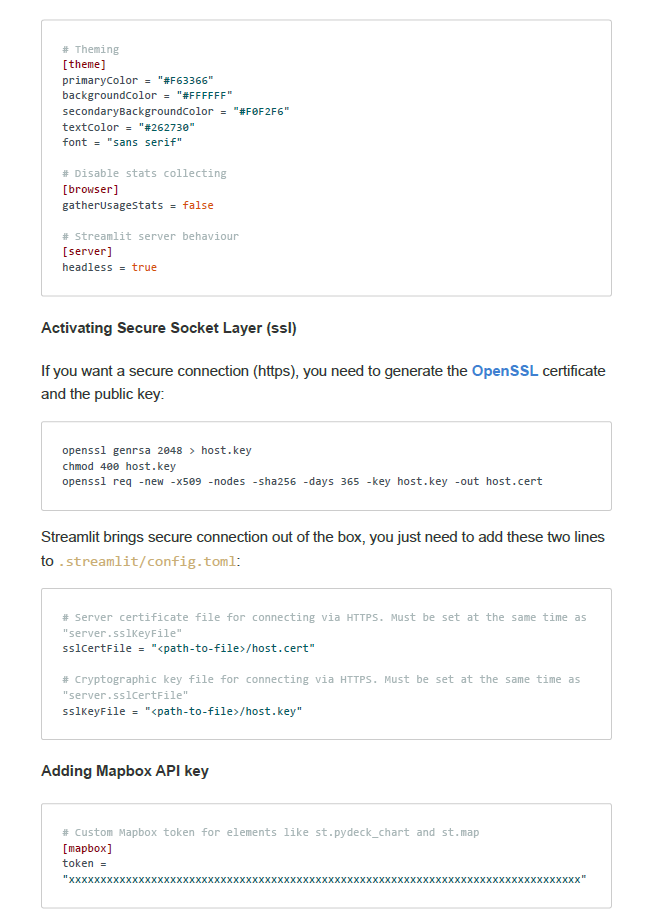 # Theming
[theme]
primaryColor = "#F63366"
backgroundColor = "#FFFFFF"
secondaryBackgroundColor = "#F0F2F6"
textColor = "#262730"
font = "sans serif"
# Disable stats collecting
[browser]
gatherUsageStats = false
# Streamlit server behaviour
[server]
headless = true
Activating Secure Socket Layer (ssl)
If you want a secure connection (https), you need to generate the OpenSSL certificate
and the public key:
openssl genrsa 2048 > host.key
chmod 400 host.key
openssl req -new -x509 -nodes -sha256 -days 365 -key host.key -out host.cert
Streamlit brings secure connection out of the box, you just need to add these two lines
to .streamlit/config.toml:
# Server certificate file for connecting via HTTPS. Must be set at the same time as
"server.sslKeyFile"
sslCertFile = "<path-to-file>/host.cert"
# Cryptographic key file for connecting via HTTPS. Must be set at the same time as
"server.sslCertFile"
sslKeyFile = "<path-to-file>/host.key"
Adding Mapbox API key
# Custom Mapbox token for elements like st.pydeck_chart and st.map
[mapbox]
token =
"xxxxxxxxxxxxxxxxxxxxxxxxxxxxxxxxxxxxxxxxxxxxxxxxxxxxxxxxxxxxxxxxxxxxxxxxxxxxxxxxx"